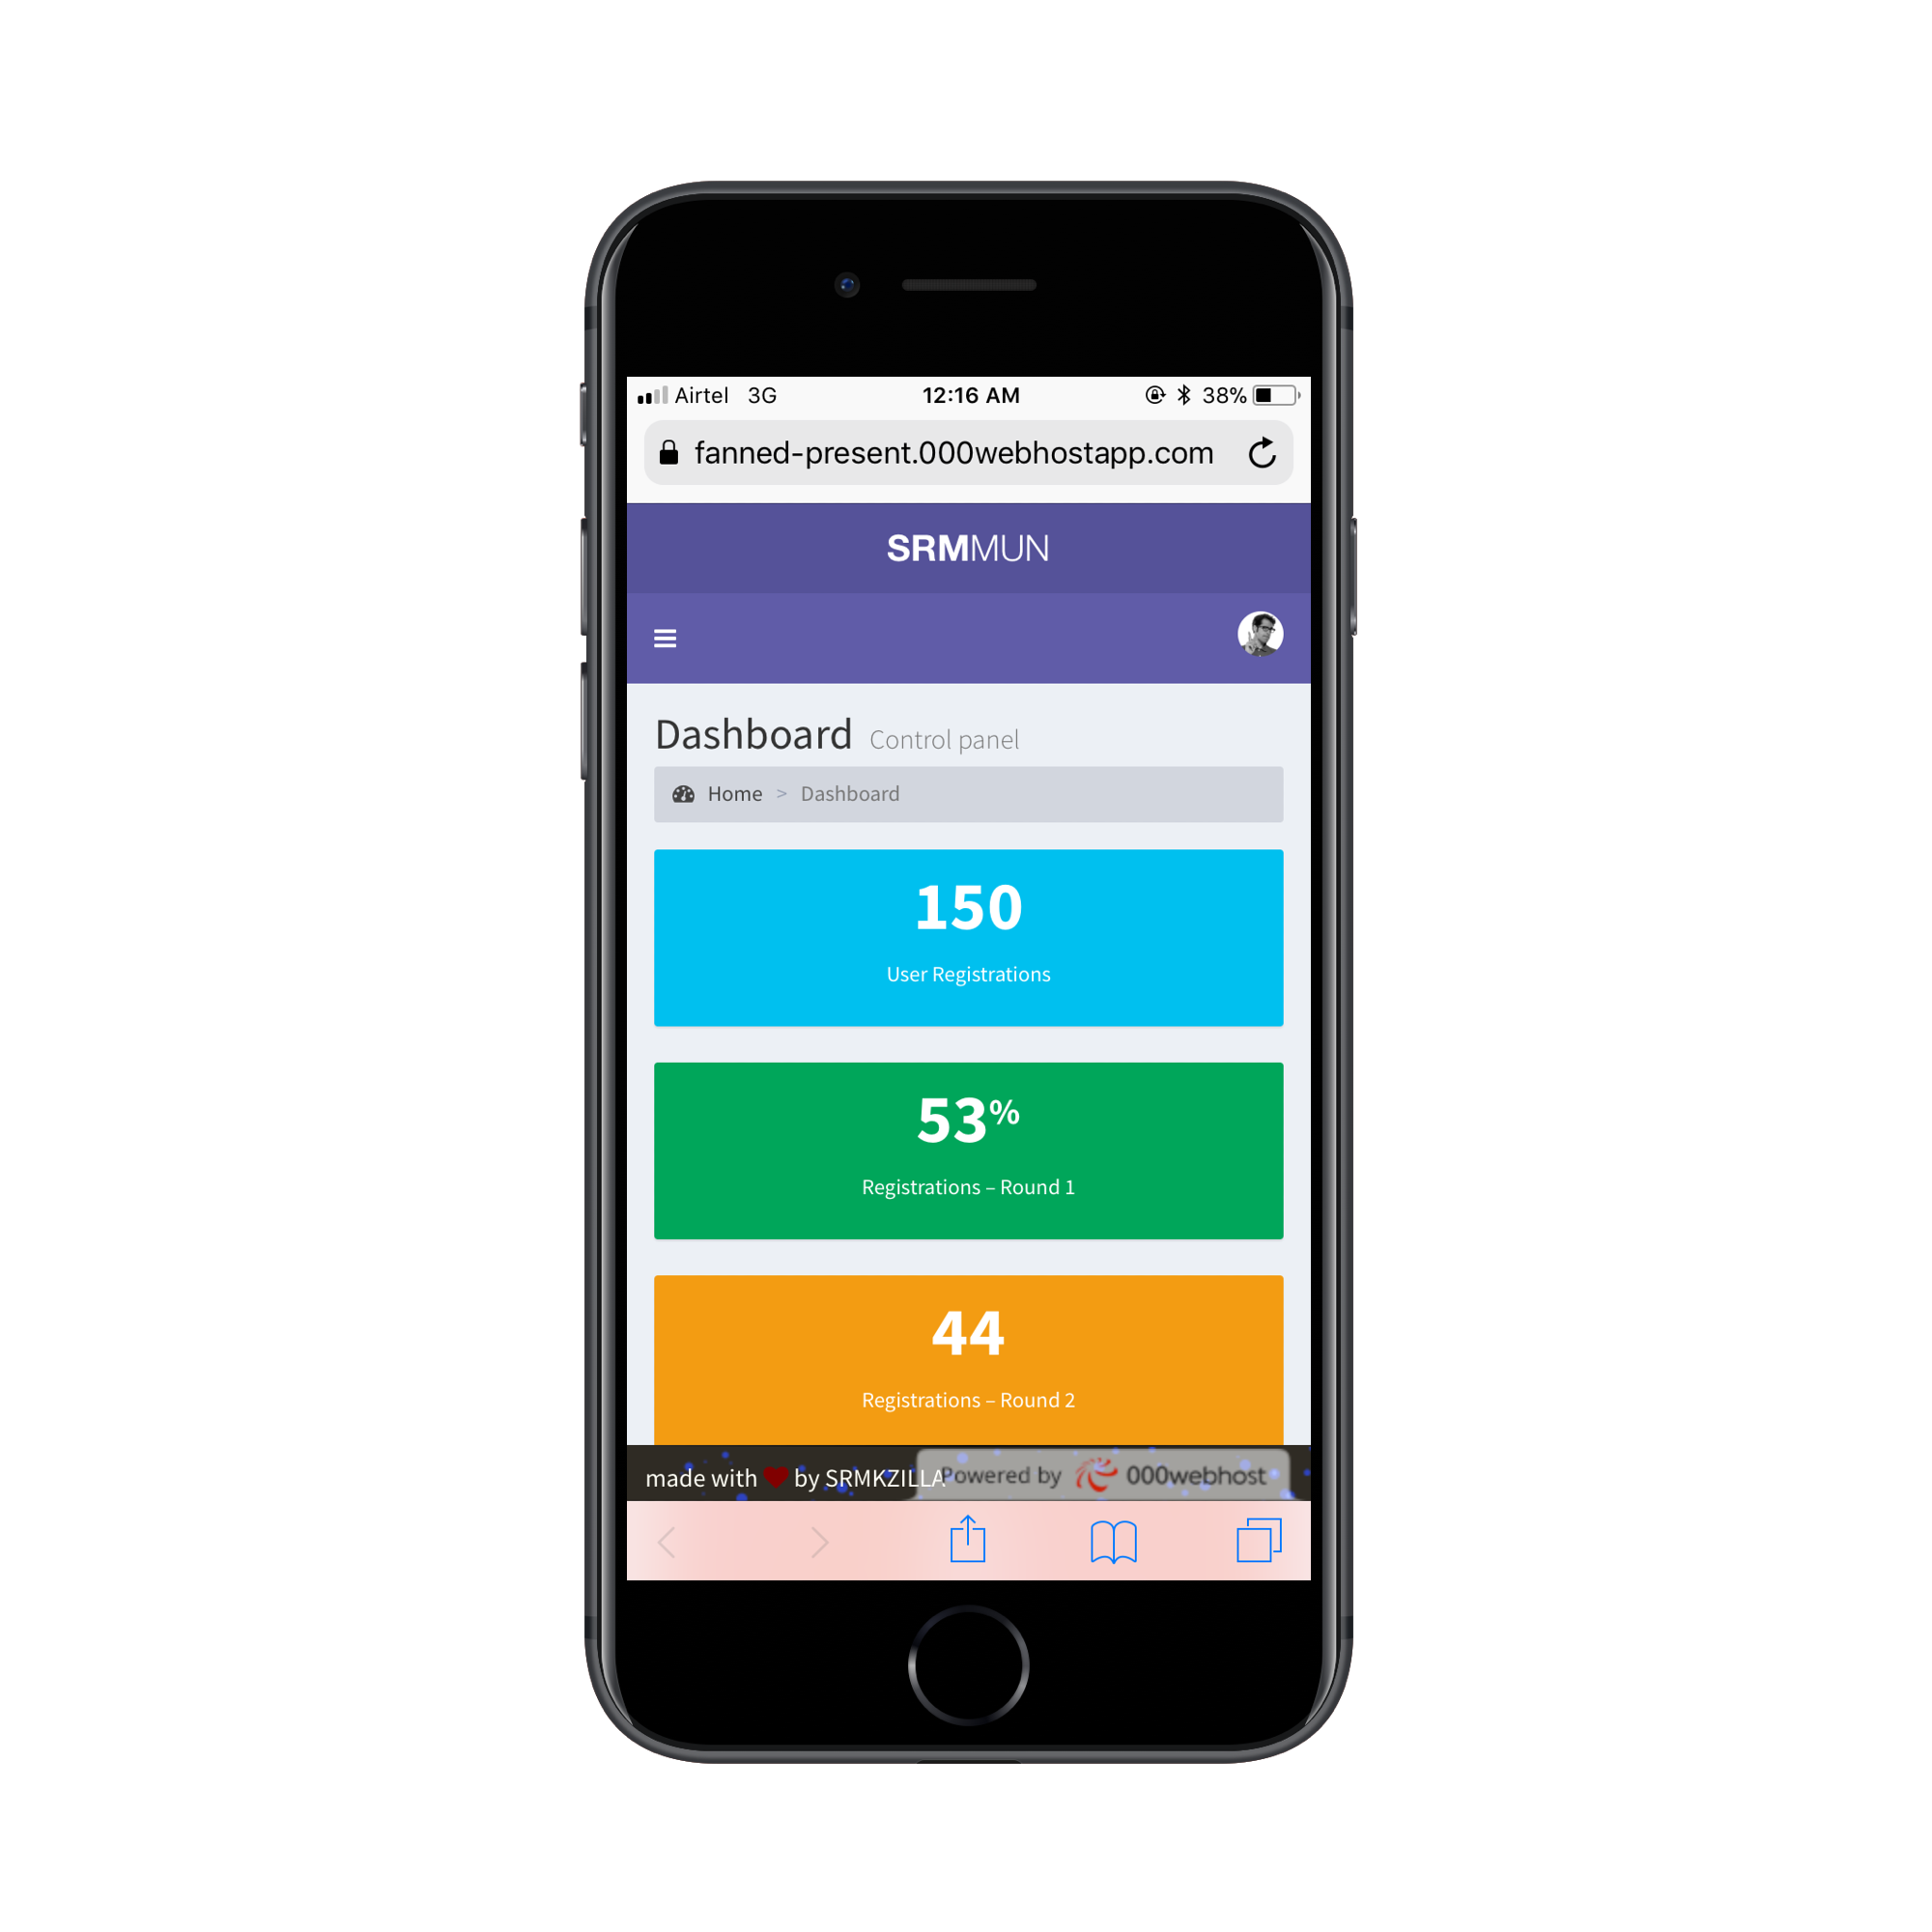 Airtel 3G 12:16 AM 38%
fanned-present.000webhostapp.com
SRMMUN
Dashboard Control panel
Home > Dashboard
150
User Registrations
53%
Registrations – Round 1
44
Registrations – Round 2
made with ❤ by SRMKZILLA Powered by 000webhost